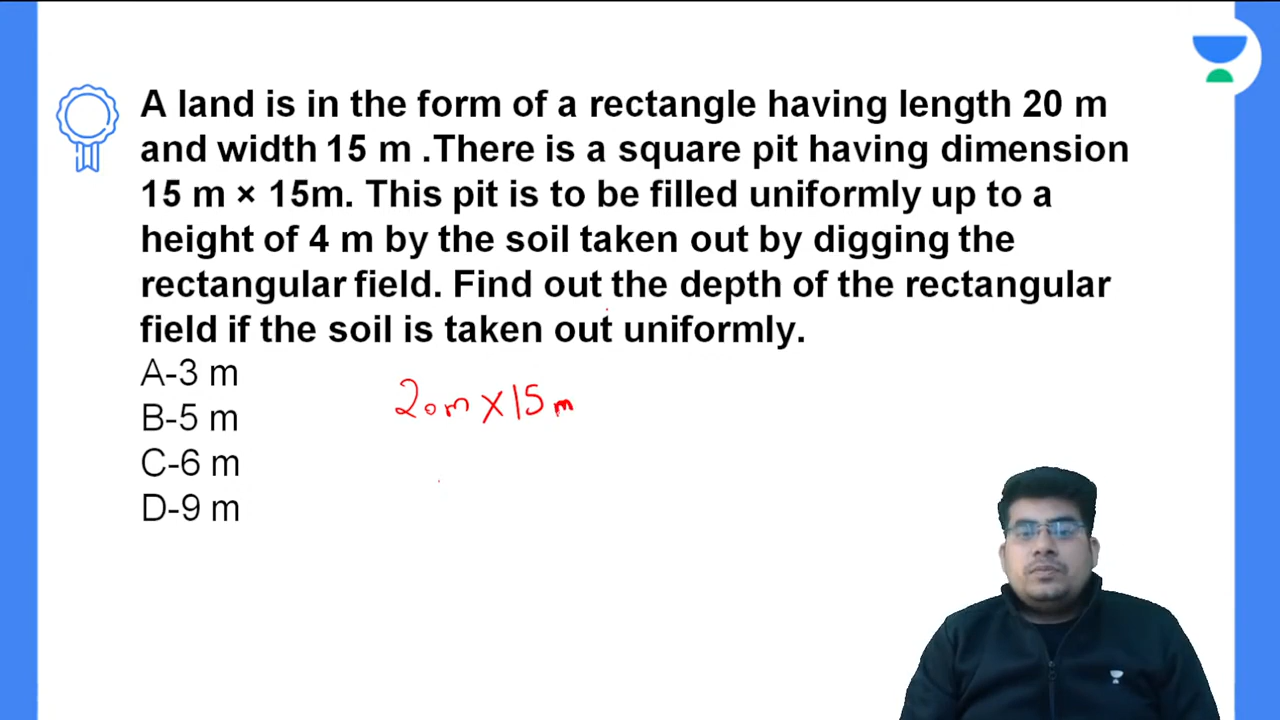 A land is in the form of a rectangle having length 20 m
and width 15 m .There is a square pit having dimension
15 m × 15m. This pit is to be filled uniformly up to a
height of 4 m by the soil taken out by digging the
rectangular field. Find out the depth of the rectangular
field if the soil is taken out uniformly.
A-3 m
B-5 m
C-6 m
D-9 m
20m X 15m